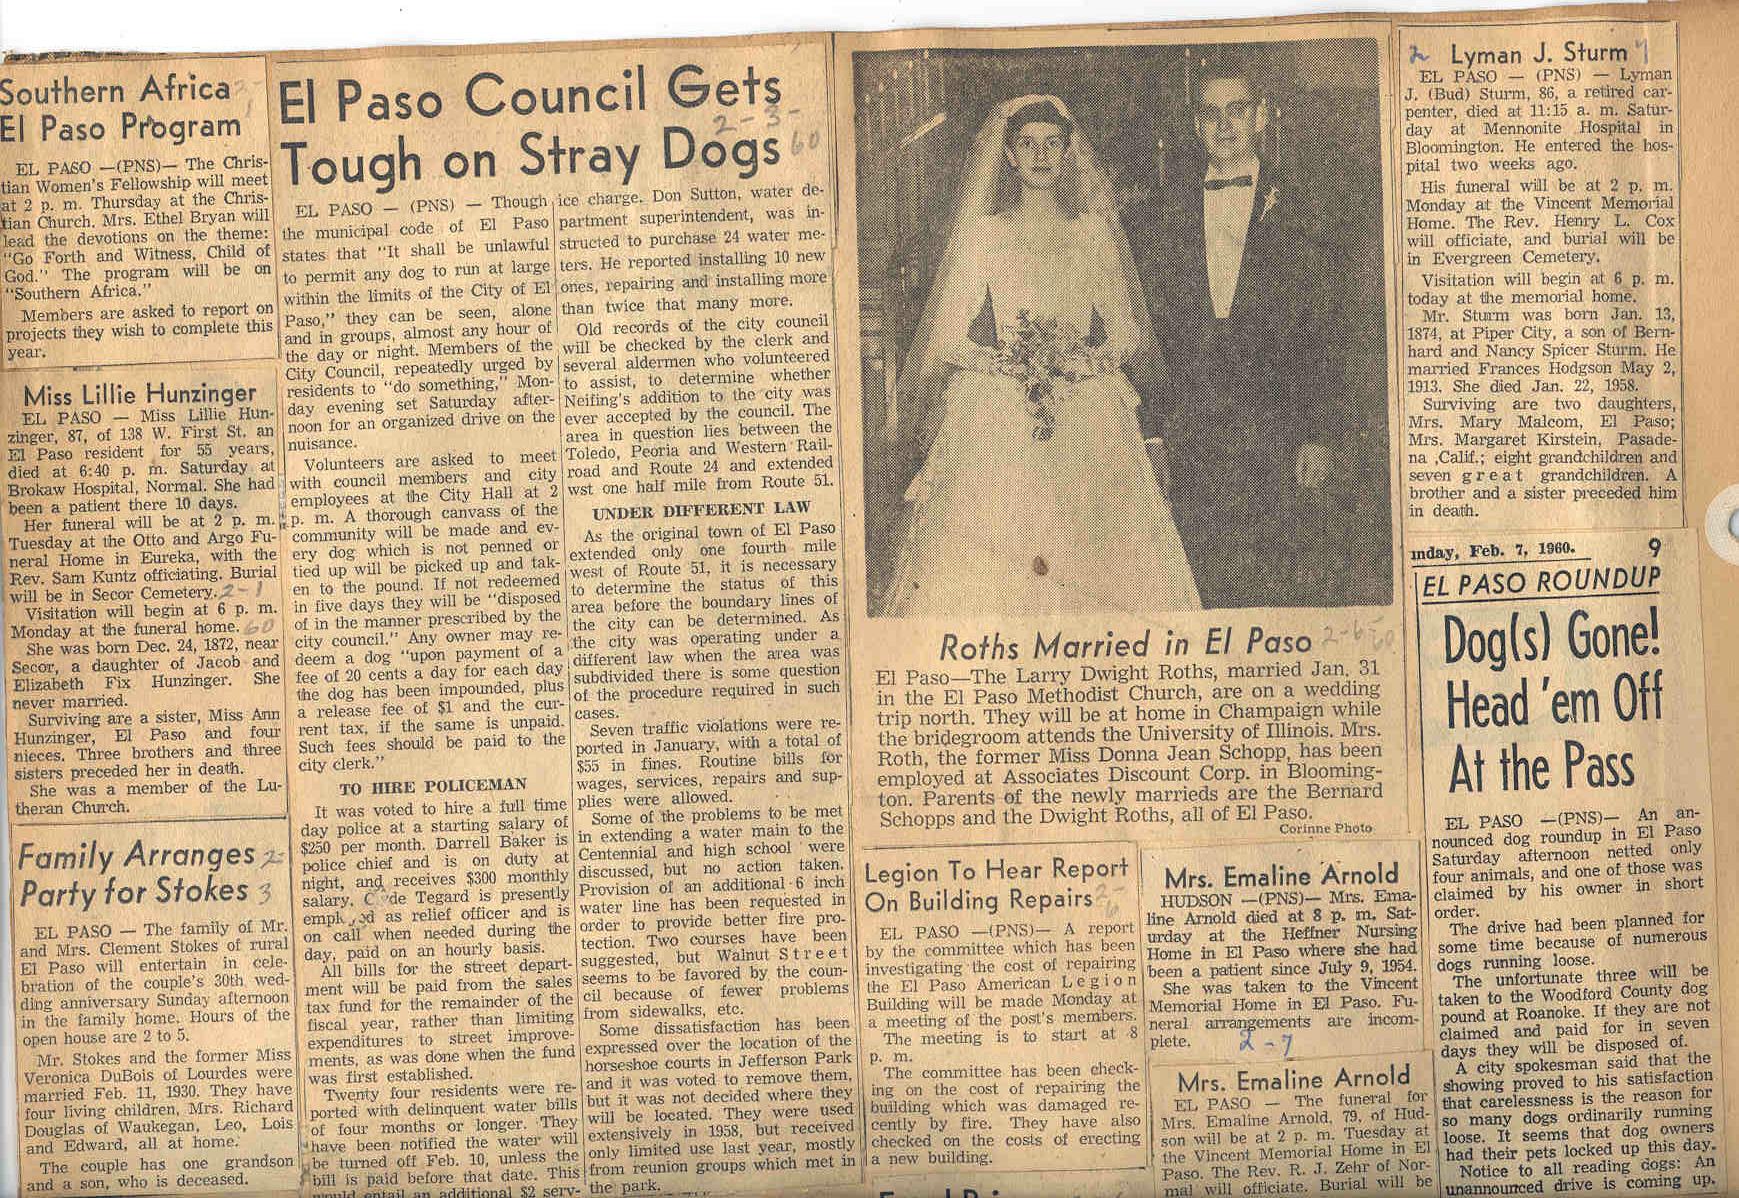 Southern Africa
El Paso Program
EL PASO —(PNS)— The Chris-
tian Women's Fellowship will meet
at 2 p. m. Thursday at the Chris-
tian Church. Mrs. Ethel Bryan will
lead the devotions on the theme:
"Go Forth and Witness, Child of
God." The program will be on
"Southern Africa."
Members are asked to report on
projects they wish to complete this
year.
Miss Lillie Hunzinger
EL PASO — Miss Lillie Hun-
zinger, 87, of 138 W. First St. an
El Paso resident for 55 years,
died at 6:40 p. m. Saturday at
Brokaw Hospital, Normal. She had
been a patient there 10 days.
Her funeral will be at 2 p. m.
Tuesday at the Otto and Argo Fu-
neral Home in Eureka, with the
Rev. Sam Kuntz officiating. Burial
will be in Secor Cemetery. 2-1
Visitation will begin at 6 p. m.
Monday at the funeral home. 60
She was born Dec. 24, 1872, near
Secor, a daughter of Jacob and
Elizabeth Fix Hunzinger. She
never married.
Surviving are a sister, Miss Ann
Hunzinger, El Paso and four
nieces. Three brothers and three
sisters preceded her in death.
She was a member of the Lu-
theran Church.
Family Arranges 2-
Party for Stokes 3
EL PASO — The family of Mr.
and Mrs. Clement Stokes of rural
El Paso will entertain in cele-
bration of the couple's 30th wed-
ding anniversary Sunday afternoon
in the family home. Hours of the
open house are 2 to 5.
Mr. Stokes and the former Miss
Veronica DuBois of Lourdes were
married Feb. 11, 1930. They have
four living children, Mrs. Richard
Douglas of Waukegan, Leo, Lois
and Edward, all at home.
The couple has one grandson
and a son, who is deceased.
El Paso Council Gets
Tough on Stray Dogs
2-3-
60
EL PASO — (PNS) — Though
the municipal code of El Paso
states that "It shall be unlawful
to permit any dog to run at large
within the limits of the City of El
Paso," they can be seen, alone
and in groups, almost any hour of
the day or night. Members of the
City Council, repeatedly urged by
residents to "do something," Mon-
day evening set Saturday after-
noon for an organized drive on the
nuisance.
Volunteers are asked to meet
with council members and city
employees at the City Hall at 2
p. m. A thorough canvass of the
community will be made and ev-
ery dog which is not penned or
tied up will be picked up and tak-
en to the pound. If not redeemed
in five days they will be "disposed
of in the manner prescribed by the
city council." Any owner may re-
deem a dog "upon payment of a
fee of 20 cents a day for each day
the dog has been impounded, plus
a release fee of $1 and the cur-
rent tax, if the same is unpaid.
Such fees should be paid to the
city clerk."
TO HIRE POLICEMAN
It was voted to hire a full time
day police at a starting salary of
$250 per month. Darrell Baker is
police chief and is on duty at
night, and receives $300 monthly
salary. Tegard is presently
as relief officer and is
on call when needed during the
day, paid on an hourly basis.
All bills for the street depart-
ment will be paid from the sales
tax fund for the remainder of the
fiscal year, rather than limiting
expenditures to street improve-
ments, as was done when the fund
was first established.
Twenty four residents were re-
ported with delinquent water bills
of four months or longer. They
have been notified the water will
be turned off Feb. 10, unless the
bill is paid before that date. This
would entail an additional $2 serv-
ice charge. Don Sutton, water de-
partment superintendent, was in-
structed to purchase 24 water me-
ters. He reported installing 10 new
ones, repairing and installing more
than twice that many more.
Old records of the city council
will be checked by the clerk and
several aldermen who volunteered
to assist, to determine whether
Neifing's addition to the city was
ever accepted by the council. The
area in question lies between the
Toledo, Peoria and Western Rail-
road and Route 24 and extended
wst one half mile from Route 51.
UNDER DIFFERENT LAW
As the original town of El Paso
extended only one fourth mile
west of Route 51, it is necessary
to determine the status of this
area before the boundary lines of
the city can be determined. As
the city was operating under a
different law when the area was
subdivided there is some question
of the procedure required in such
cases.
Seven traffic violations were re-
ported in January, with a total of
$55 in fines. Routine bills for
wages, services, repairs and sup-
plies were allowed.
Some of the problems to be met
in extending a water main to the
Centennial and high school were
discussed, but no action taken.
Provision of an additional 6 inch
water line has been requested in
order to provide better fire pro-
tection. Two courses have been
suggested, but Walnut Street
seems to be favored by the coun-
cil because of fewer problems
from sidewalks, etc.
Some dissatisfaction has been
expressed over the location of the
horseshoe courts in Jefferson Park
and it was voted to remove them,
but it was not decided where they
will be located. They were used
extensively in 1958, but received
only limited use last year, mostly
from reunion groups which met in
the park.
Roths Married in El Paso 2-6-60
El Paso—The Larry Dwight Roths, married Jan. 31
in the El Paso Methodist Church, are on a wedding
trip north. They will be at home in Champaign while
the bridegroom attends the University of Illinois. Mrs.
Roth, the former Miss Donna Jean Schopp, has been
employed at Associates Discount Corp. in Blooming-
ton. Parents of the newly marrieds are the Bernard
Schopps and the Dwight Roths, all of El Paso.
Corinne Photo
Legion To Hear Report
On Building Repairs
EL PASO —(PNS)— A report
by the committee which has been
investigating the cost of repairing
the El Paso American Legion
Building will be made Monday at
a meeting of the post's members.
The meeting is to start at 8
p. m.
The committee has been check-
ing on the cost of repairing the
building which was damaged re-
cently by fire. They have also
checked on the costs of erecting
a new building.
Mrs. Emaline Arnold
HUDSON —(PNS)— Mrs. Ema-
line Arnold died at 8 p. m. Sat-
urday at the Heffner Nursing
Home in El Paso where she had
been a patient since July 9, 1954.
She was taken to the Vincent
Memorial Home in El Paso. Fu-
neral arrangements are incom-
plete. 2-7
Mrs. Emaline Arnold
EL PASO — The funeral for
Mrs. Emaline Arnold, 79, of Hud-
son will be at 2 p. m. Tuesday at
the Vincent Memorial Home in El
Paso. The Rev. R. J. Zehr of Nor-
mal will officiate. Burial will be
2 Lyman J. Sturm 7
EL PASO — (PNS) — Lyman
J. (Bud) Sturm, 86, a retired car-
penter, died at 11:15 a. m. Satur-
day at Mennonite Hospital in
Bloomington. He entered the hos-
pital two weeks ago.
His funeral will be at 2 p. m.
Monday at the Vincent Memorial
Home. The Rev. Henry L. Cox
will officiate, and burial will be
in Evergreen Cemetery.
Visitation will begin at 6 p. m.
today at the memorial home.
Mr. Sturm was born Jan. 13,
1874, at Piper City, a son of Bern-
hard and Nancy Spicer Sturm. He
married Frances Hodgson May 2,
1913. She died Jan. 22, 1958.
Surviving are two daughters,
Mrs. Mary Malcom, El Paso;
Mrs. Margaret Kirstein, Pasade-
na ,Calif.; eight grandchildren and
seven great grandchildren. A
brother and a sister preceded him
in death.
unday, Feb. 7, 1960. 9
EL PASO ROUNDUP
Dog(s) Gone!
Head 'em Off
At the Pass
EL PASO —(PNS)— An an-
nounced dog roundup in El Paso
Saturday afternoon netted only
four animals, and one of those was
claimed by his owner in short
order.
The drive had been planned for
some time because of numerous
dogs running loose.
The unfortunate three will be
taken to the Woodford County dog
pound at Roanoke. If they are not
claimed and paid for in seven
days they will be disposed of.
A city spokesman said that the
showing proved to his satisfaction
that carelessness is the reason for
so many dogs ordinarily running
loose. It seems that dog owners
had their pets locked up this day.
Notice to all reading dogs: An
unannounced drive is coming up.